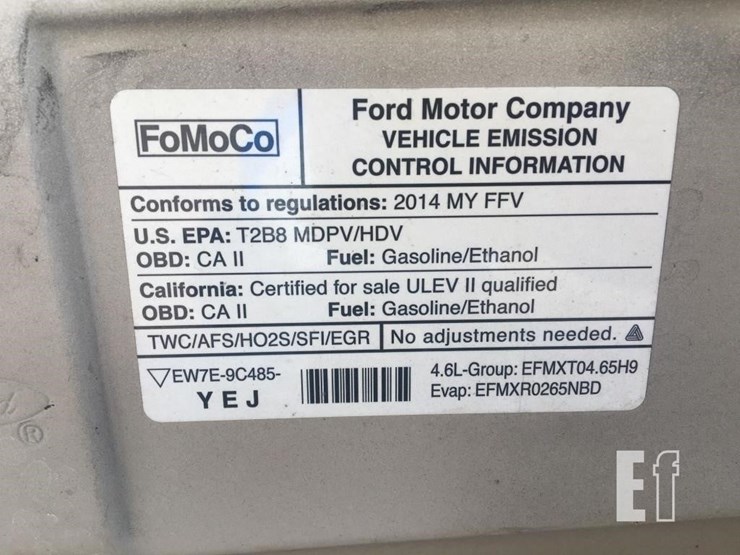 FoMoCo
Ford Motor Company
VEHICLE EMISSION
CONTROL INFORMATION
Conforms to regulations: 2014 MY FFV
U.S. EPA: T2B8 MDPV/HDV
OBD: CA II Fuel: Gasoline/Ethanol
California: Certified for sale ULEV II qualified
OBD: CA II Fuel: Gasoline/Ethanol
TWC/AFS/HO2S/SFI/EGR No adjustments needed.
▽EW7E-9C485-
YEJ
4.6L-Group: EFMXT04.65H9
Evap: EFMXR0265NBD
®
Ef